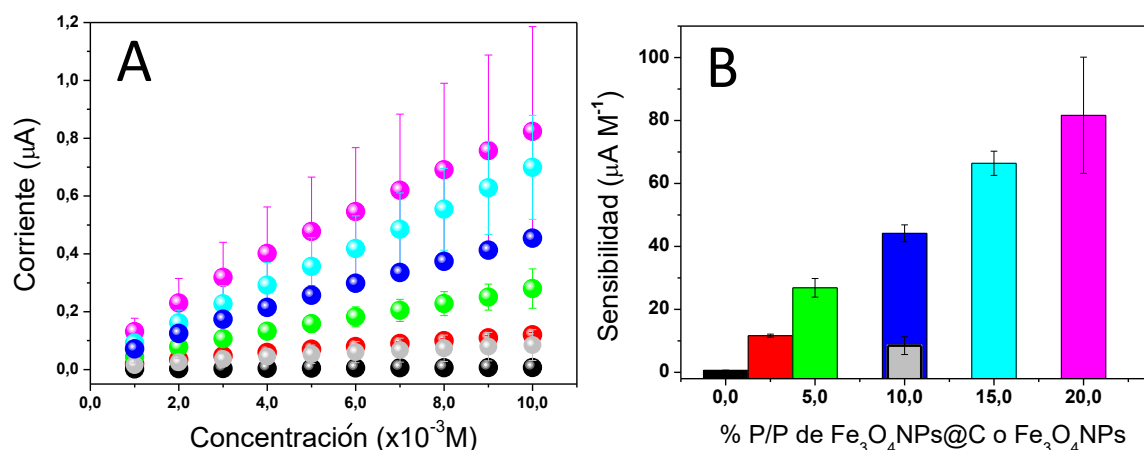 A
1,2
1,0
0,8
0,6
0,4
0,2
0,0
Corriente (μA)
0,0 2,0 4,0 6,0 8,0 10,0
Concentración (x10⁻³M)
B
100
80
60
40
20
0
Sensibilidad (μA M⁻¹)
0,0 5,0 10,0 15,0 20,0
% P/P de Fe₃O₄NPs@C o Fe₃O₄NPs